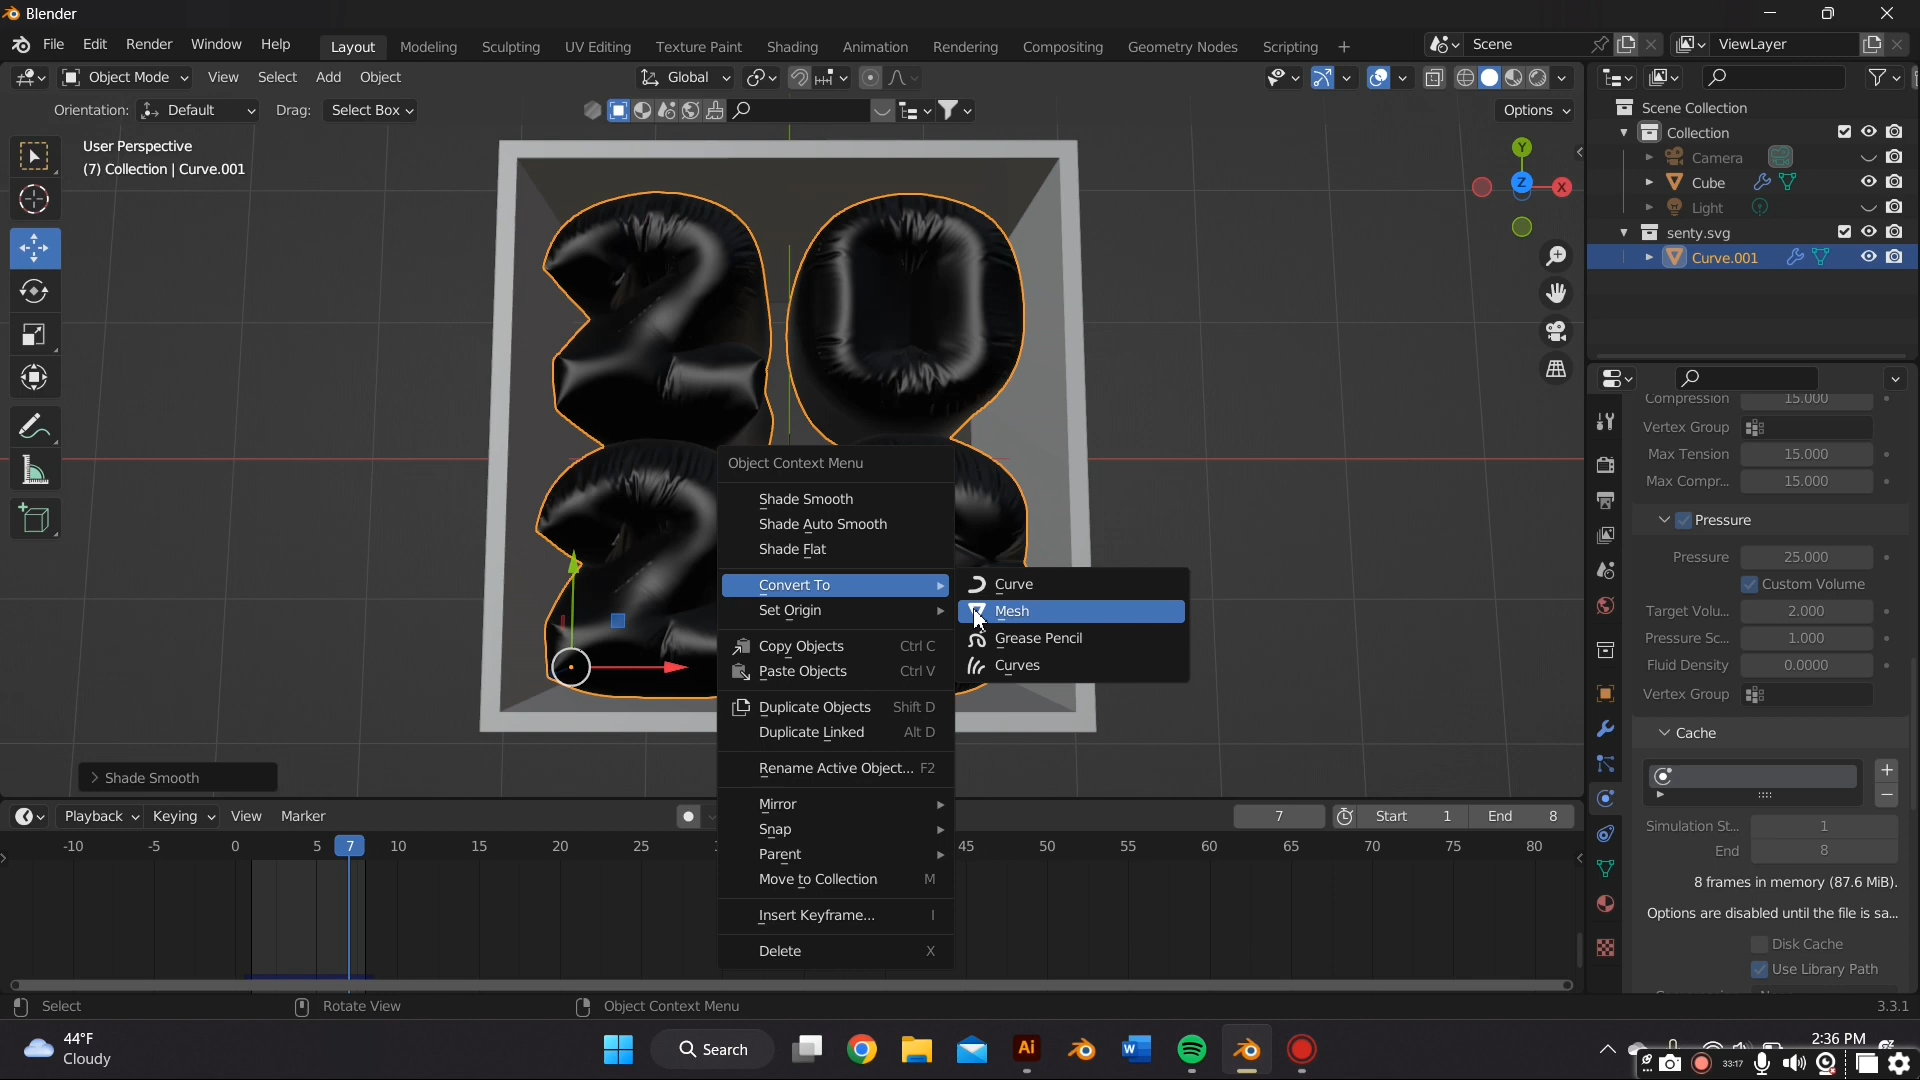 Blender
File Edit Render Window Help Layout Modeling Sculpting UV Editing Texture Paint Shading Animation Rendering Compositing Geometry Nodes Scripting + Scene ViewLayer
Object Mode View Select Add Object Global
Orientation: Default Drag: Select Box Options
User Perspective
(7) Collection | Curve.001
Y
Z
X
Scene Collection
Collection
Camera
Cube
Light
senty.svg
Curve.001
Compression 15.000
Vertex Group
Max Tension 15.000
Max Compr... 15.000
Pressure
Pressure 25.000
Custom Volume
Target Volu... 2.000
Pressure Sc... 1.000
Fluid Density 0.0000
Vertex Group
Cache
Simulation St... 1
End 8
8 frames in memory (87.6 MiB).
Options are disabled until the file is sa...
Disk Cache
Use Library Path
2 0
2
Object Context Menu
Shade Smooth
Shade Auto Smooth
Shade Flat
Convert To
Set Origin
Copy Objects Ctrl C
Paste Objects Ctrl V
Duplicate Objects Shift D
Duplicate Linked Alt D
Rename Active Object... F2
Mirror
Snap
Parent
Move to Collection M
Insert Keyframe... I
Delete X
Curve
Mesh
Grease Pencil
Curves
Shade Smooth
Playback Keying View Marker 7 Start 1 End 8
-10 -5 0 5 7 10 15 20 25 45 50 55 60 65 70 75 80
Select Rotate View Object Context Menu 3.3.1
44°F
Cloudy
Search
Ai
W
2:36 PM
33:17